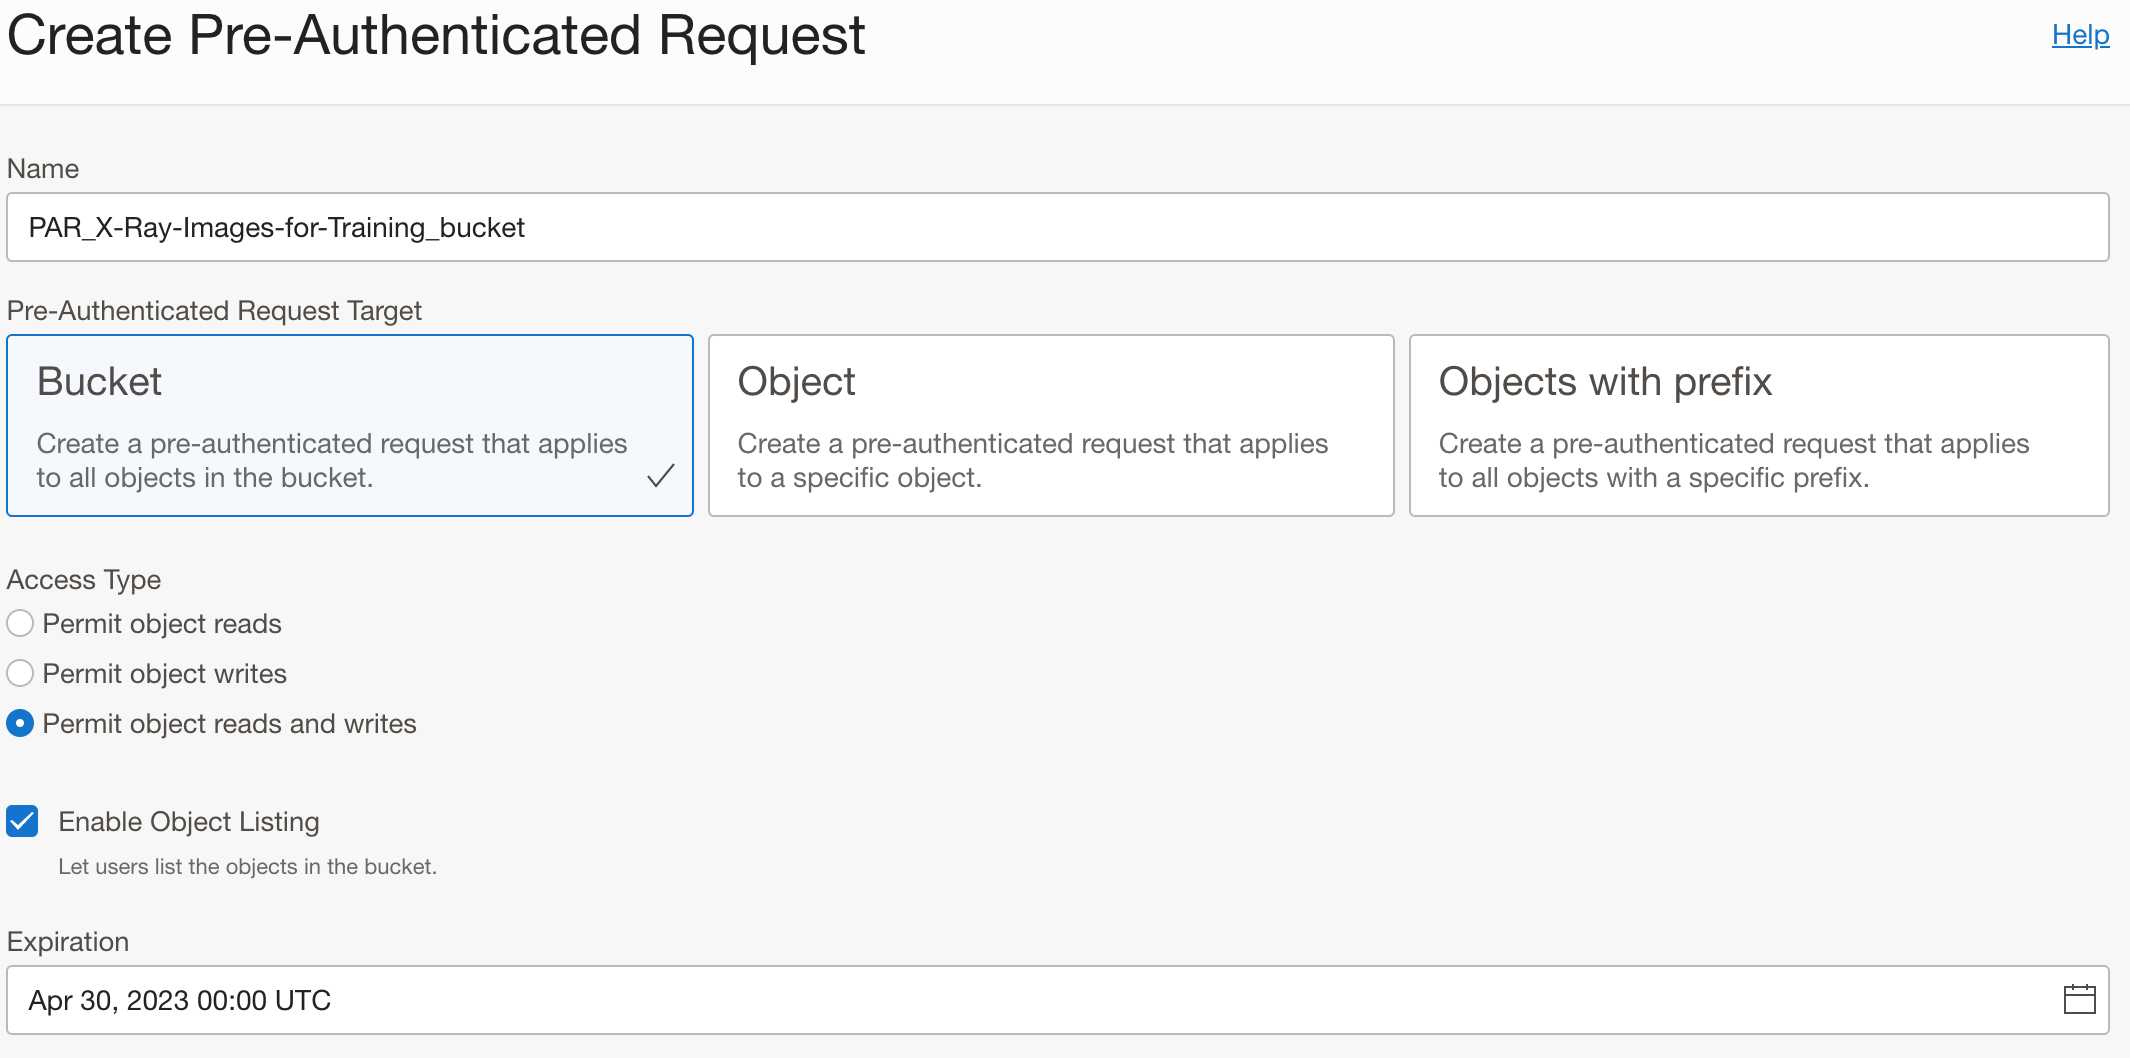 Create Pre-Authenticated Request
Help
Name
PAR_X-Ray-Images-for-Training_bucket
Pre-Authenticated Request Target
Bucket
Create a pre-authenticated request that applies
to all objects in the bucket.
Object
Create a pre-authenticated request that applies
to a specific object.
Objects with prefix
Create a pre-authenticated request that applies
to all objects with a specific prefix.
Access Type
Permit object reads
Permit object writes
Permit object reads and writes
Enable Object Listing
Let users list the objects in the bucket.
Expiration
Apr 30, 2023 00:00 UTC